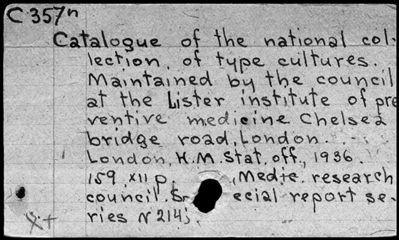 C 357n
Catalogue of the national col-
lection of type cultures.
Maintained by the council
at the Lister institute of pre
ventive medicine Chelsea
bridge road, London.
London, H.M. Stat. off., 1936.
159, XII p. , Medic. research
council. ecial report se-
ries N 214).